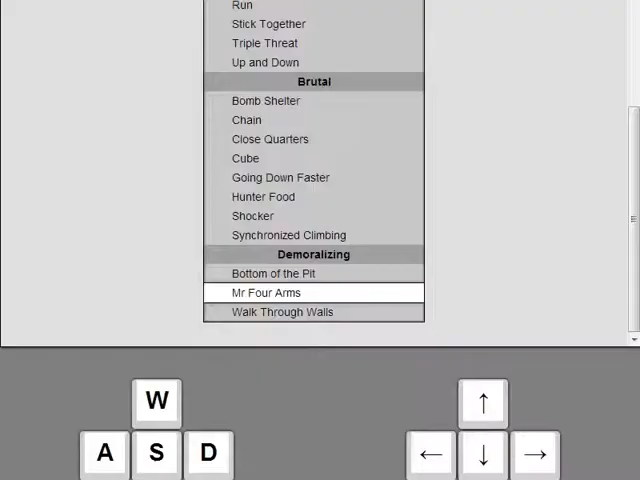 Run
Stick Together
Triple Threat
Up and Down
Brutal
Bomb Shelter
Chain
Close Quarters
Cube
Going Down Faster
Hunter Food
Shocker
Synchronized Climbing
Demoralizing
Bottom of the Pit
Mr Four Arms
Walk Through Walls
W ↑
A S D ← ↓ →